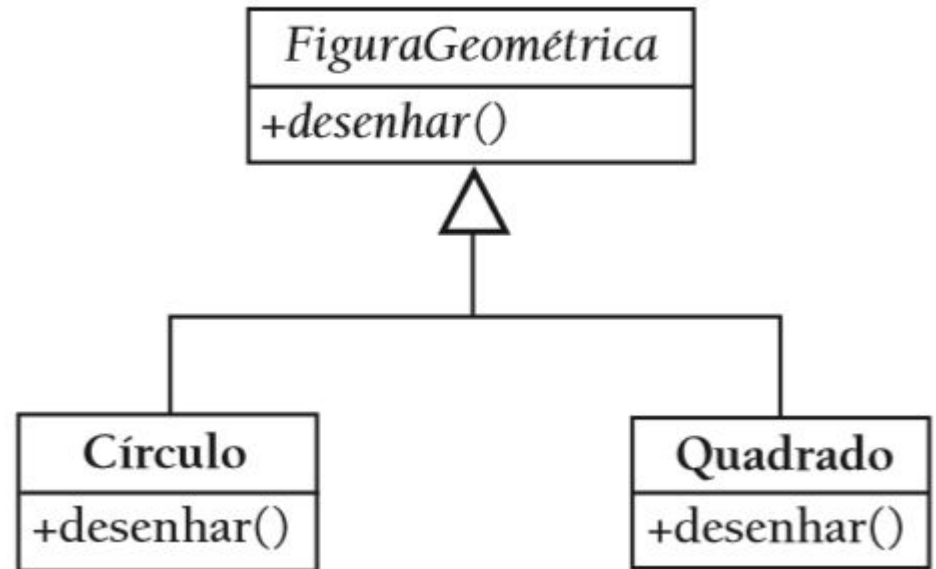 FiguraGeométrica
+desenhar()
Círculo
+desenhar()
Quadrado
+desenhar()